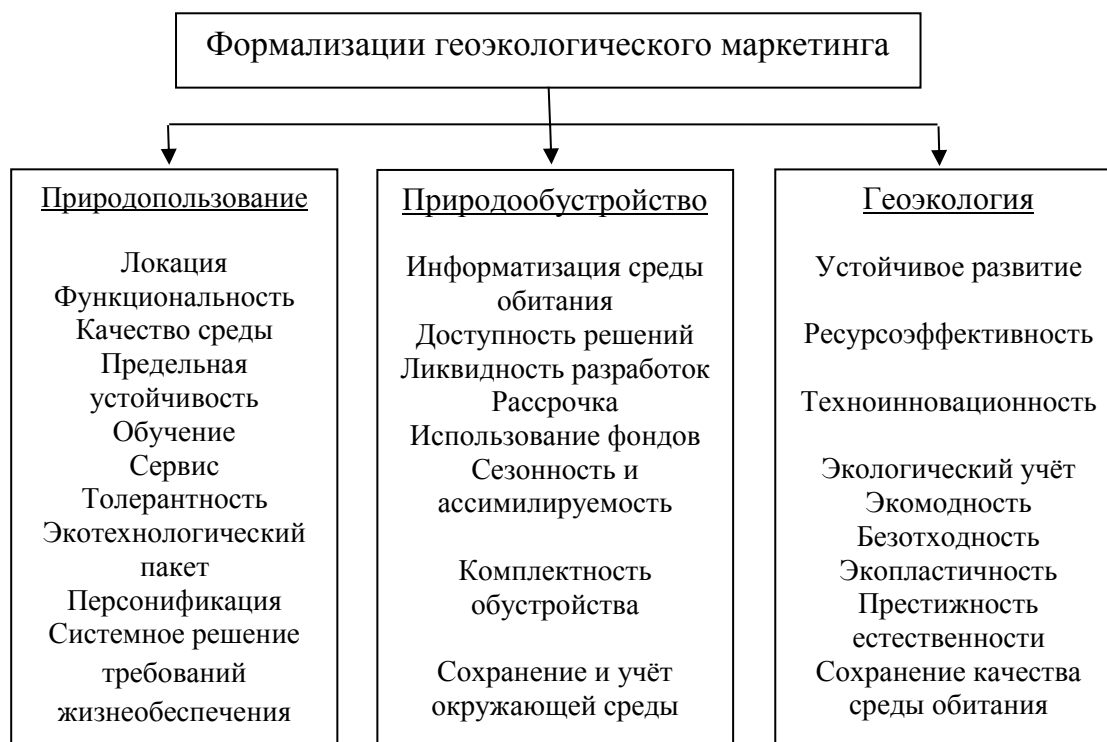 Формализации геоэкологического маркетинга
Природопользование
Локация
Функциональность
Качество среды
Предельная
устойчивость
Обучение
Сервис
Толерантность
Экотехнологический
пакет
Персонификация
Системное решение
требований
жизнеобеспечения
Природообустройство
Информатизация среды
обитания
Доступность решений
Ликвидность разработок
Рассрочка
Использование фондов
Сезонность и
ассимилируемость
Комплектность
обустройства
Сохранение и учёт
окружающей среды
Геоэкология
Устойчивое развитие
Ресурсоэффективность
Техноинновационность
Экологический учёт
Экомодность
Безотходность
Экопластичность
Престижность
естественности
Сохранение качества
среды обитания